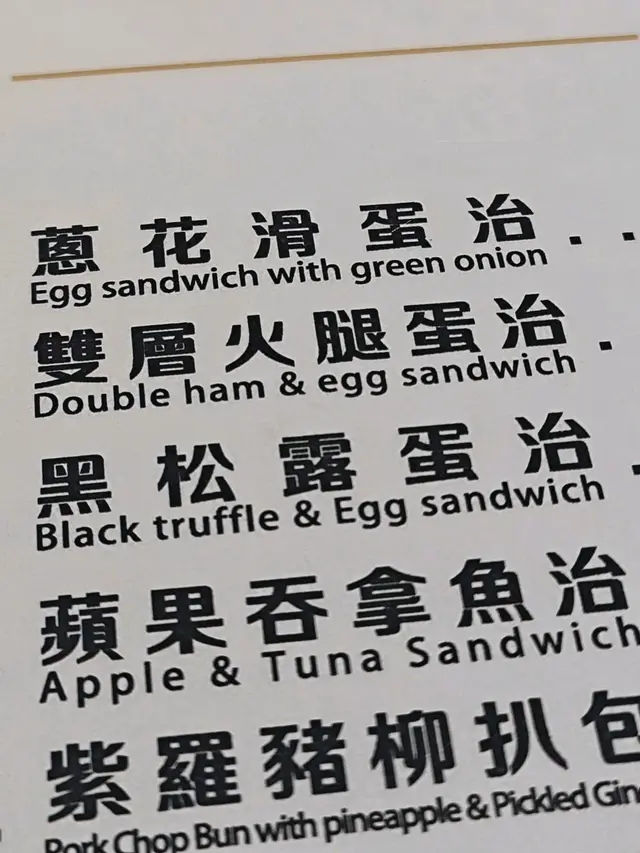 蔥花滑蛋治 . .
Egg sandwich with green onion
雙層火腿蛋治 .
Double ham & egg sandwich
黑松露蛋治 .
Black truffle & Egg sandwich
蘋果吞拿魚治
Apple & Tuna Sandwich
紫羅豬柳扒包
Pork Chop Bun with pineapple & Pickled